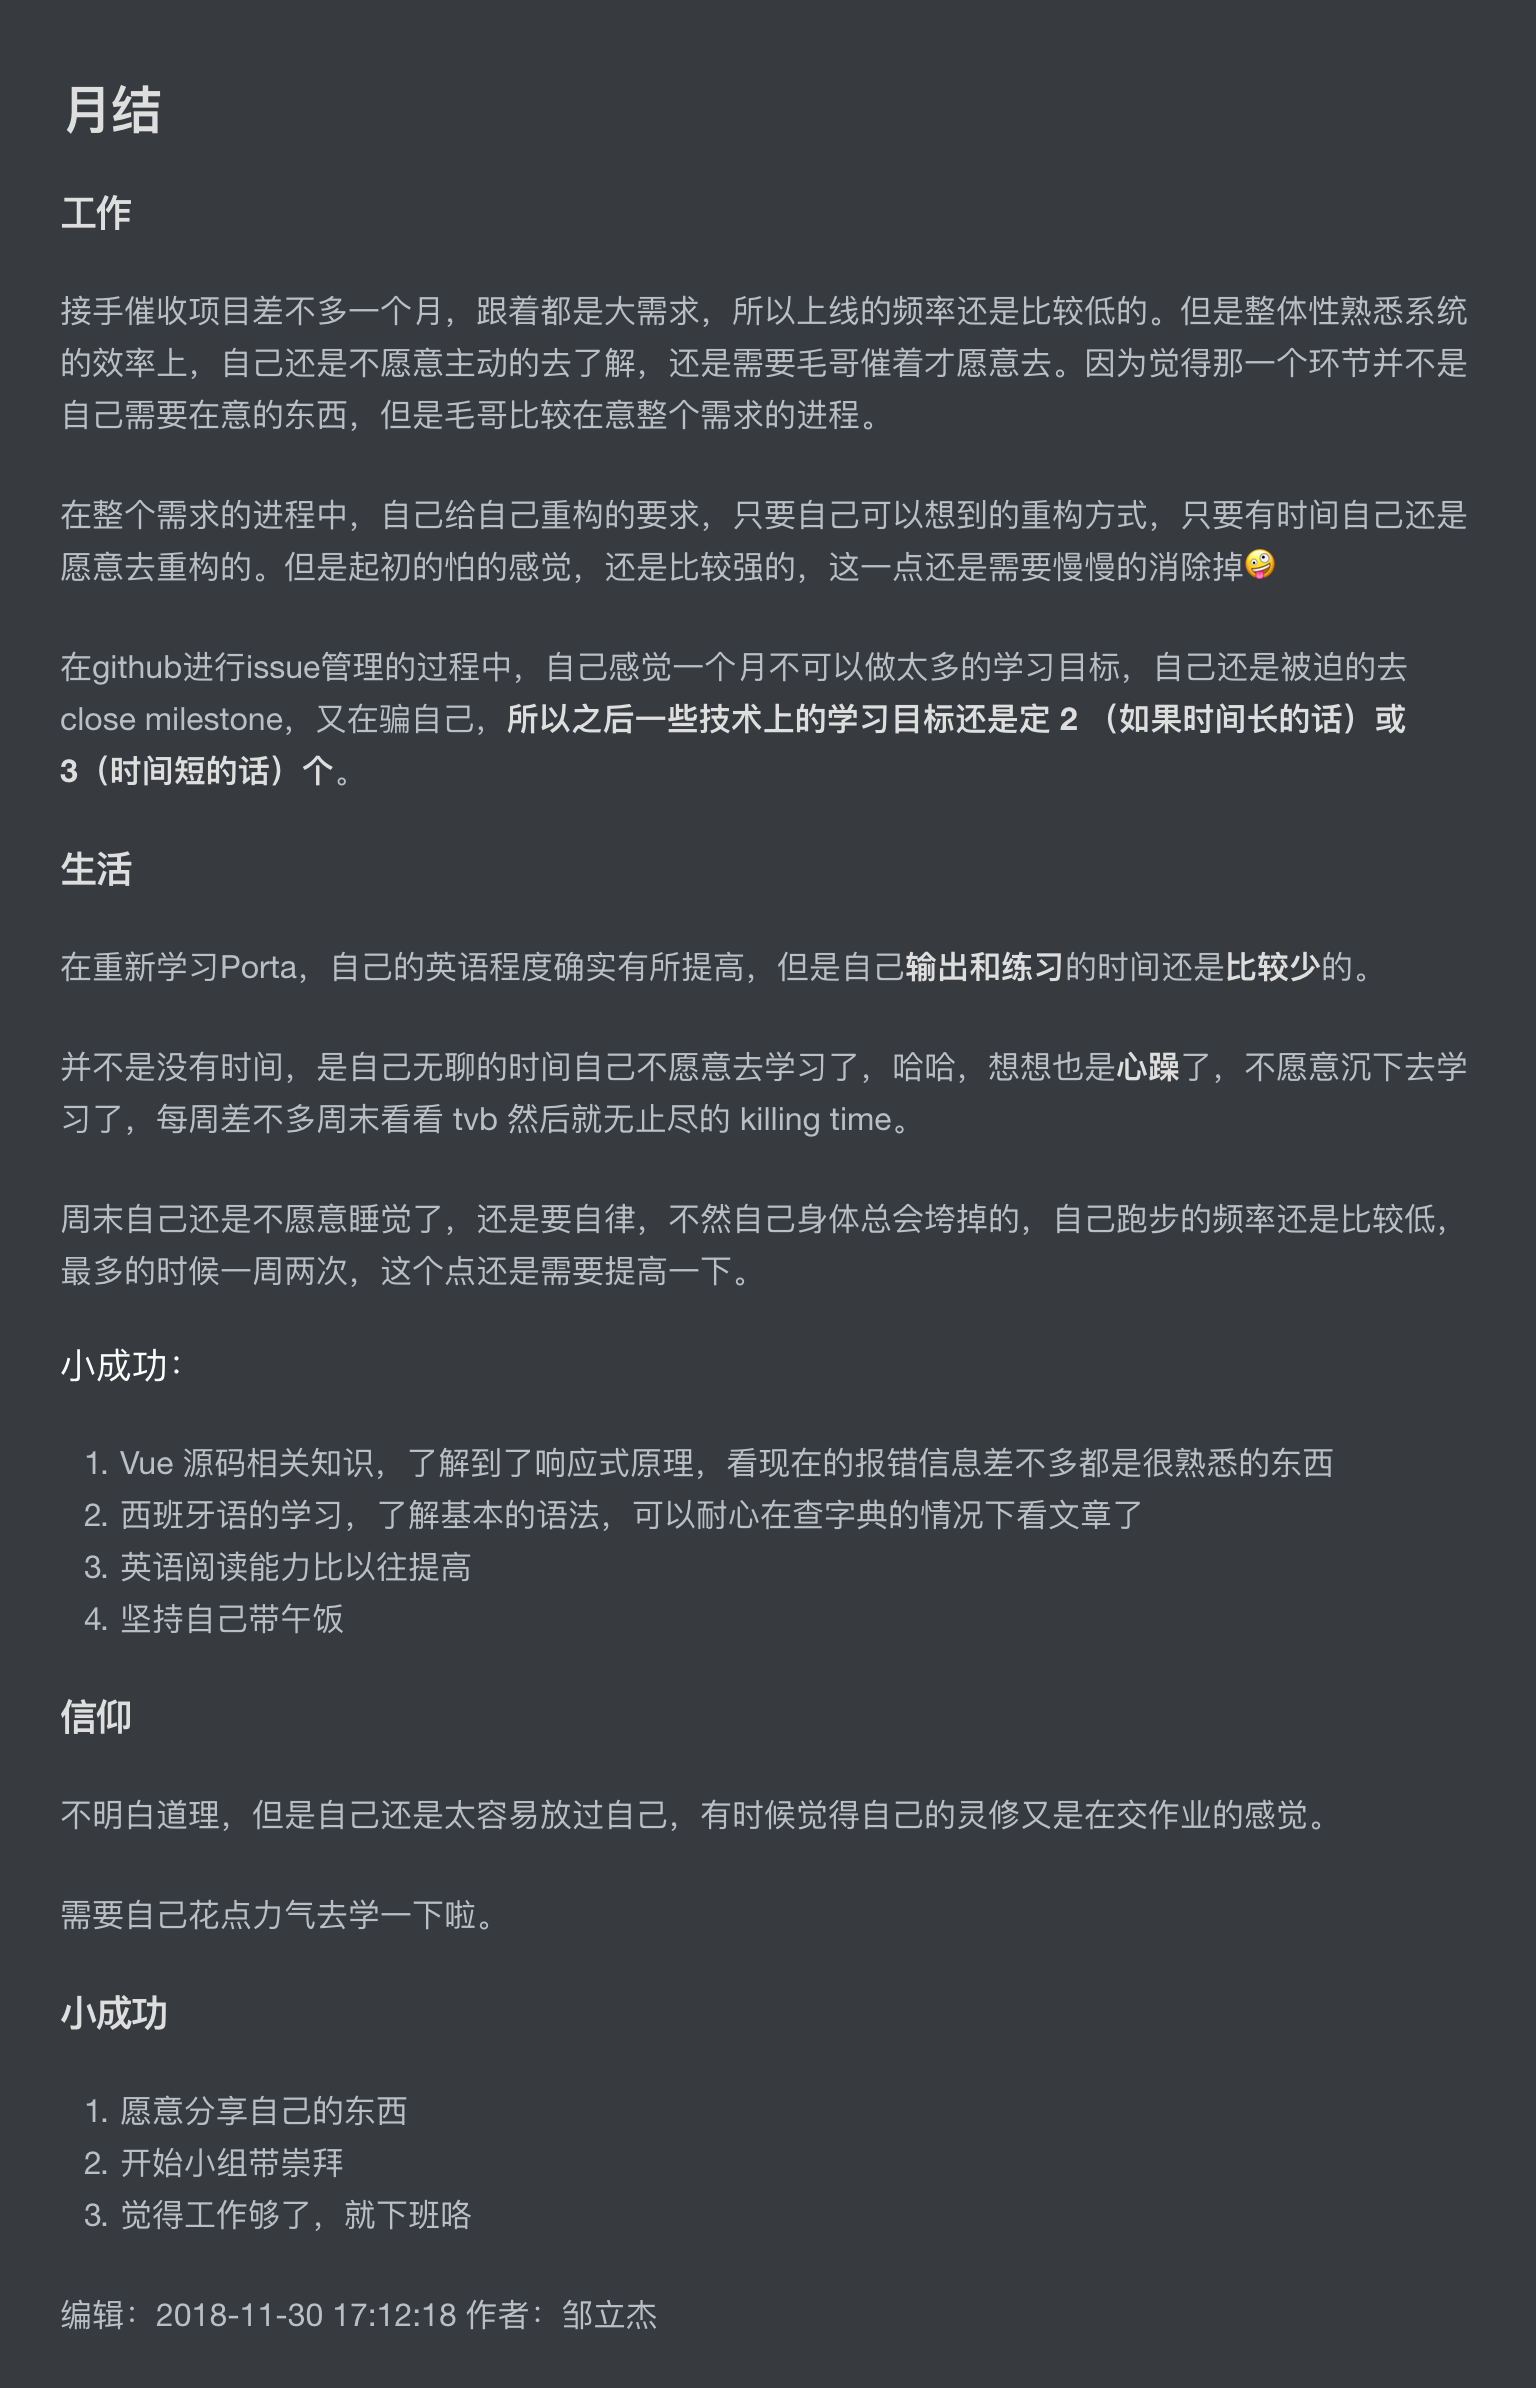 月结
工作
接手催收项目差不多一个月，跟着都是大需求，所以上线的频率还是比较低的。但是整体性熟悉系统
的效率上，自己还是不愿意主动的去了解，还是需要毛哥催着才愿意去。因为觉得那一个环节并不是
自己需要在意的东西，但是毛哥比较在意整个需求的进程。
在整个需求的进程中，自己给自己重构的要求，只要自己可以想到的重构方式，只要有时间自己还是
愿意去重构的。但是起初的怕的感觉，还是比较强的，这一点还是需要慢慢的消除掉🤪
在github进行issue管理的过程中，自己感觉一个月不可以做太多的学习目标，自己还是被迫的去
close milestone，又在骗自己，所以之后一些技术上的学习目标还是定 2 （如果时间长的话）或
3（时间短的话）个。
生活
在重新学习Porta，自己的英语程度确实有所提高，但是自己输出和练习的时间还是比较少的。
并不是没有时间，是自己无聊的时间自己不愿意去学习了，哈哈，想想也是心躁了，不愿意沉下去学
习了，每周差不多周末看看 tvb 然后就无止尽的 killing time。
周末自己还是不愿意睡觉了，还是要自律，不然自己身体总会垮掉的，自己跑步的频率还是比较低，
最多的时候一周两次，这个点还是需要提高一下。
小成功：
1. Vue 源码相关知识，了解到了响应式原理，看现在的报错信息差不多都是很熟悉的东西
2. 西班牙语的学习，了解基本的语法，可以耐心在查字典的情况下看文章了
3. 英语阅读能力比以往提高
4. 坚持自己带午饭
信仰
不明白道理，但是自己还是太容易放过自己，有时候觉得自己的灵修又是在交作业的感觉。
需要自己花点力气去学一下啦。
小成功
1. 愿意分享自己的东西
2. 开始小组带崇拜
3. 觉得工作够了，就下班咯
编辑：2018-11-30 17:12:18 作者：邹立杰